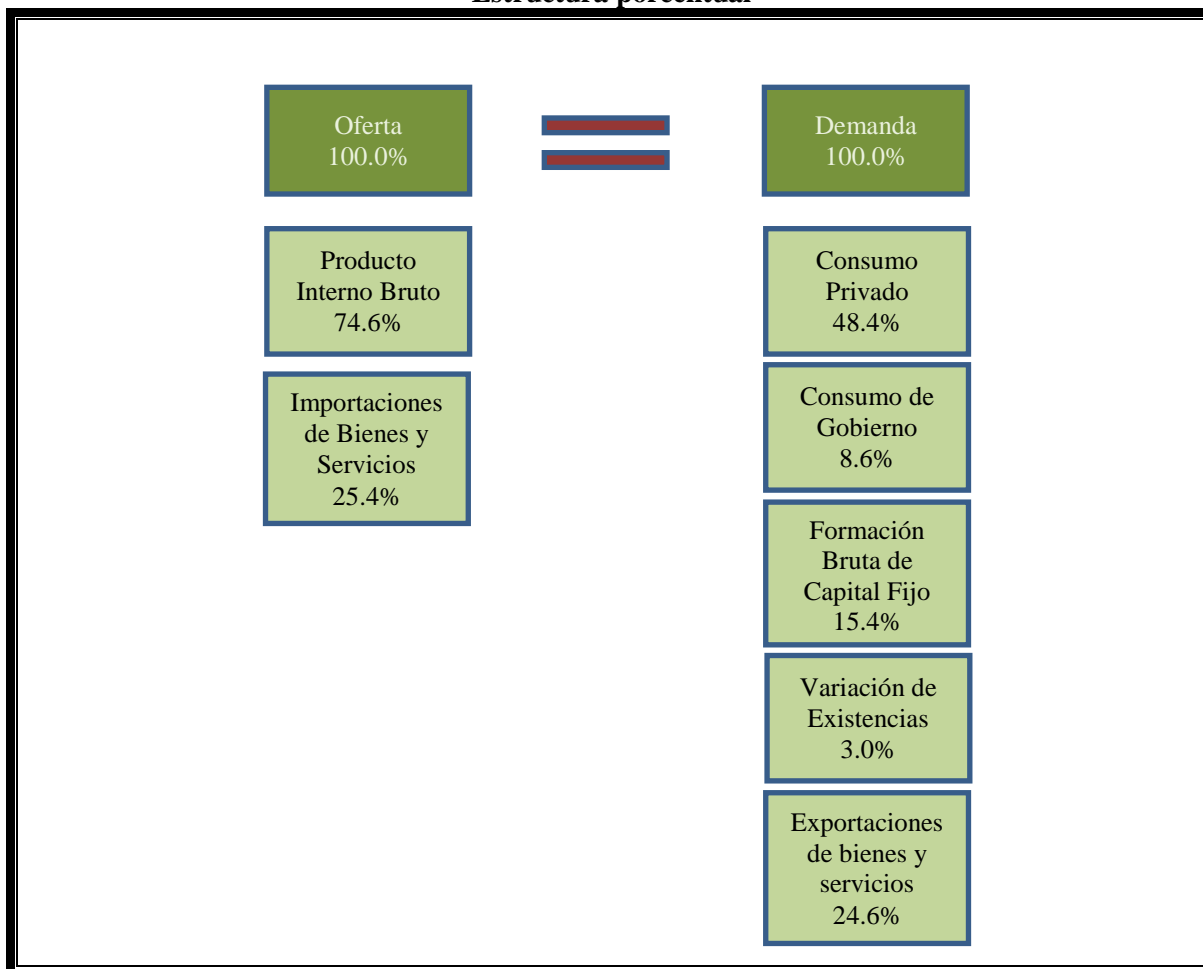 Estructura porcentual
Oferta
100.0%
Demanda
100.0%
Producto
Interno Bruto
74.6%
Importaciones
de Bienes y
Servicios
25.4%
Consumo
Privado
48.4%
Consumo de
Gobierno
8.6%
Formación
Bruta de
Capital Fijo
15.4%
Variación de
Existencias
3.0%
Exportaciones
de bienes y
servicios
24.6%